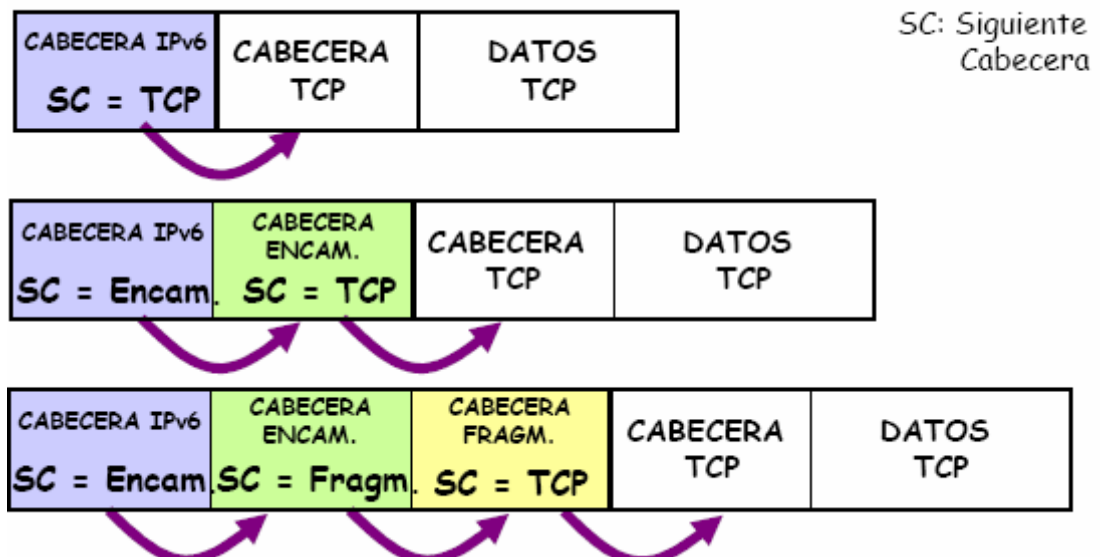 SC: Siguiente
Cabecera
CABECERA IPv6
SC = TCP
CABECERA
TCP
DATOS
TCP
CABECERA IPv6
SC = Encam.
CABECERA
ENCAM.
SC = TCP
CABECERA
TCP
DATOS
TCP
CABECERA IPv6
SC = Encam.
CABECERA
ENCAM.
SC = Fragm.
CABECERA
FRAGM.
SC = TCP
CABECERA
TCP
DATOS
TCP